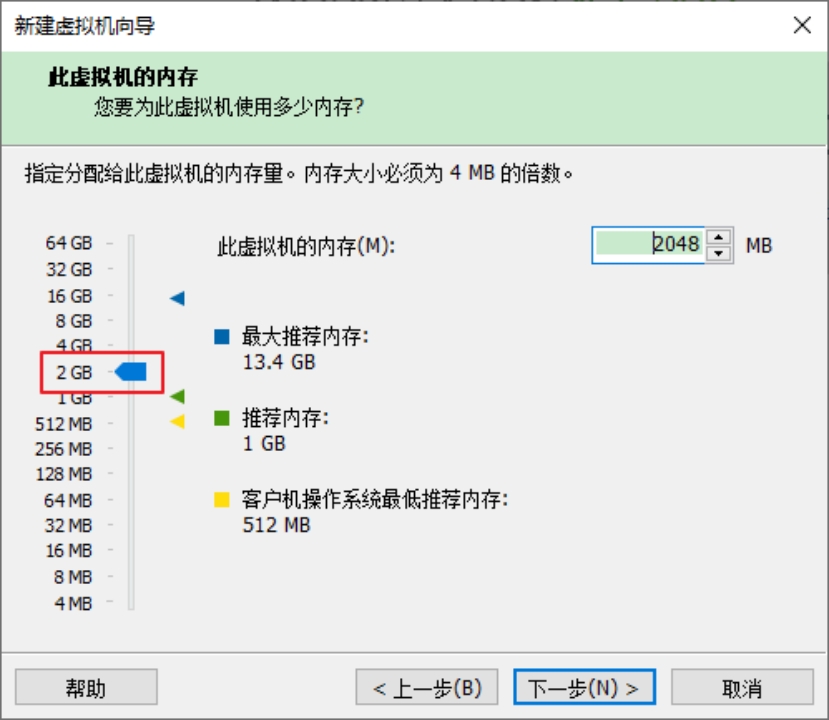 新建虚拟机向导
此虚拟机的内存
您要为此虚拟机使用多少内存?
指定分配给此虚拟机的内存量。内存大小必须为 4 MB 的倍数。
此虚拟机的内存(M):
2048 MB
64 GB
32 GB
16 GB
8 GB
4 GB
2 GB
1 GB
512 MB
256 MB
128 MB
64 MB
32 MB
16 MB
8 MB
4 MB
最大推荐内存:
13.4 GB
推荐内存:
1 GB
客户机操作系统最低推荐内存:
512 MB
帮助
< 上一步(B)
下一步(N) >
取消